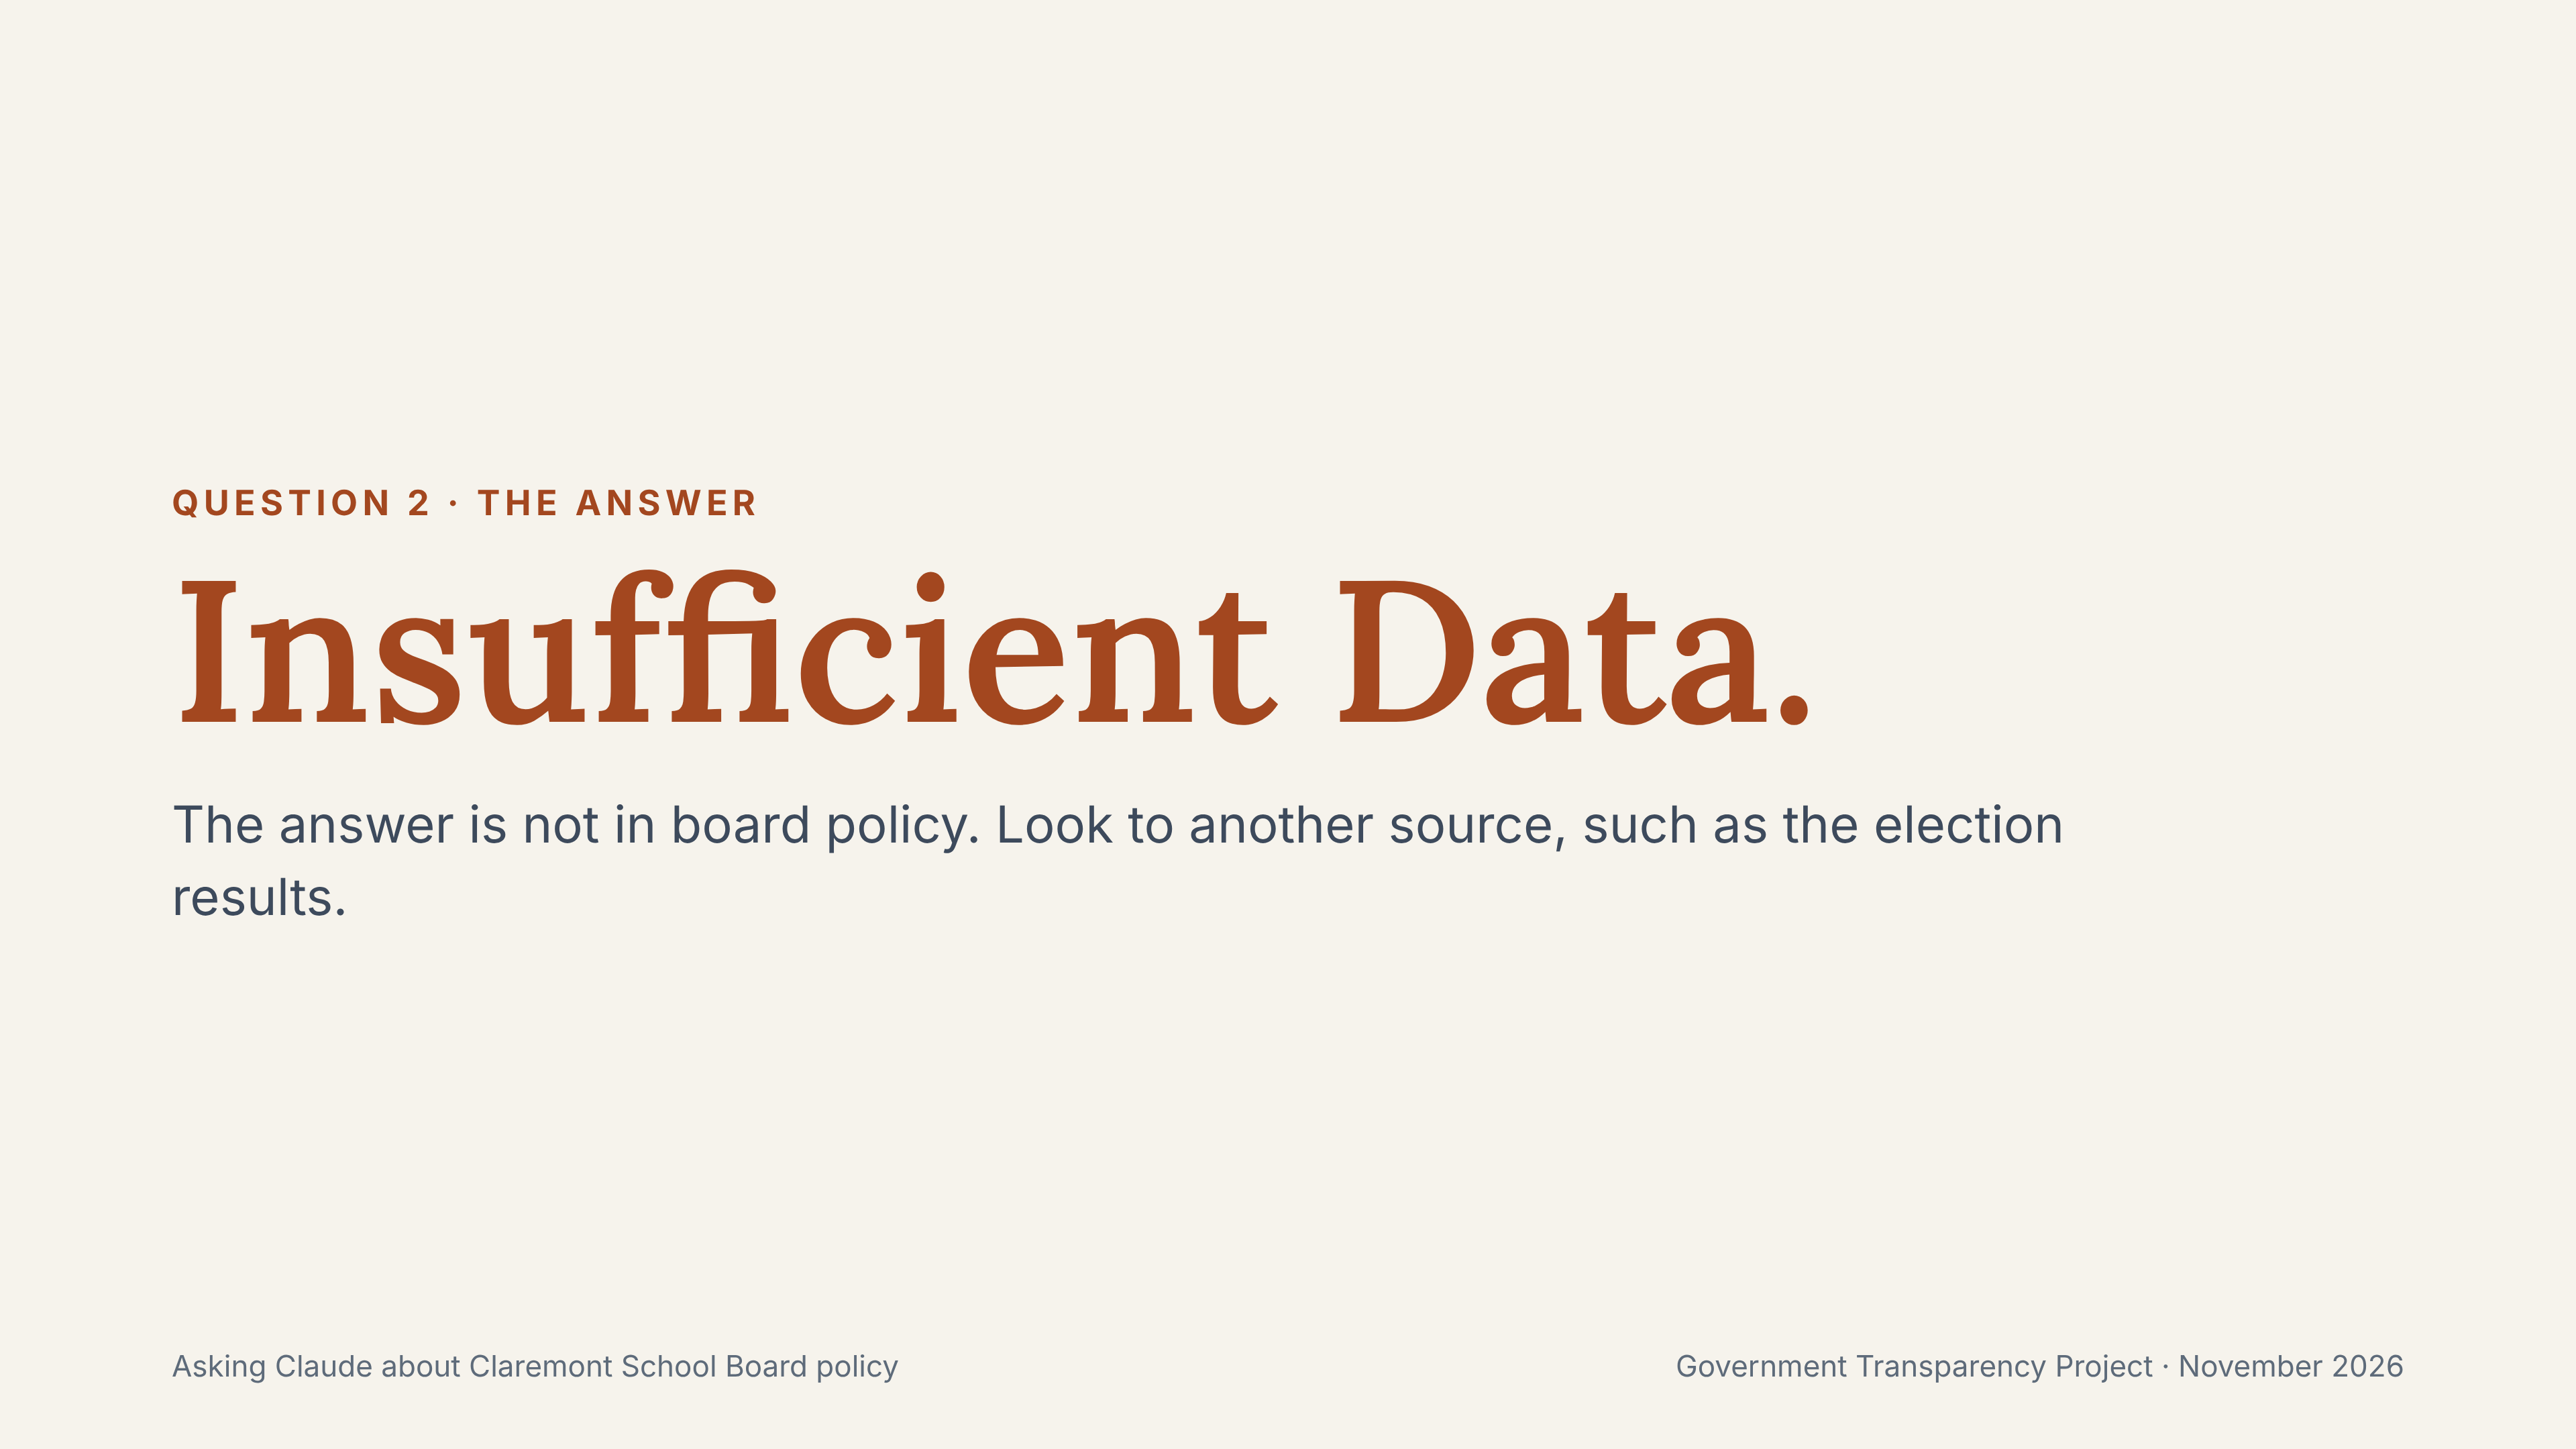 QUESTION 2 · THE ANSWER
Insufficient Data.
The answer is not in board policy. Look to another source, such as the election
results.
Asking Claude about Claremont School Board policy
Government Transparency Project · November 2026